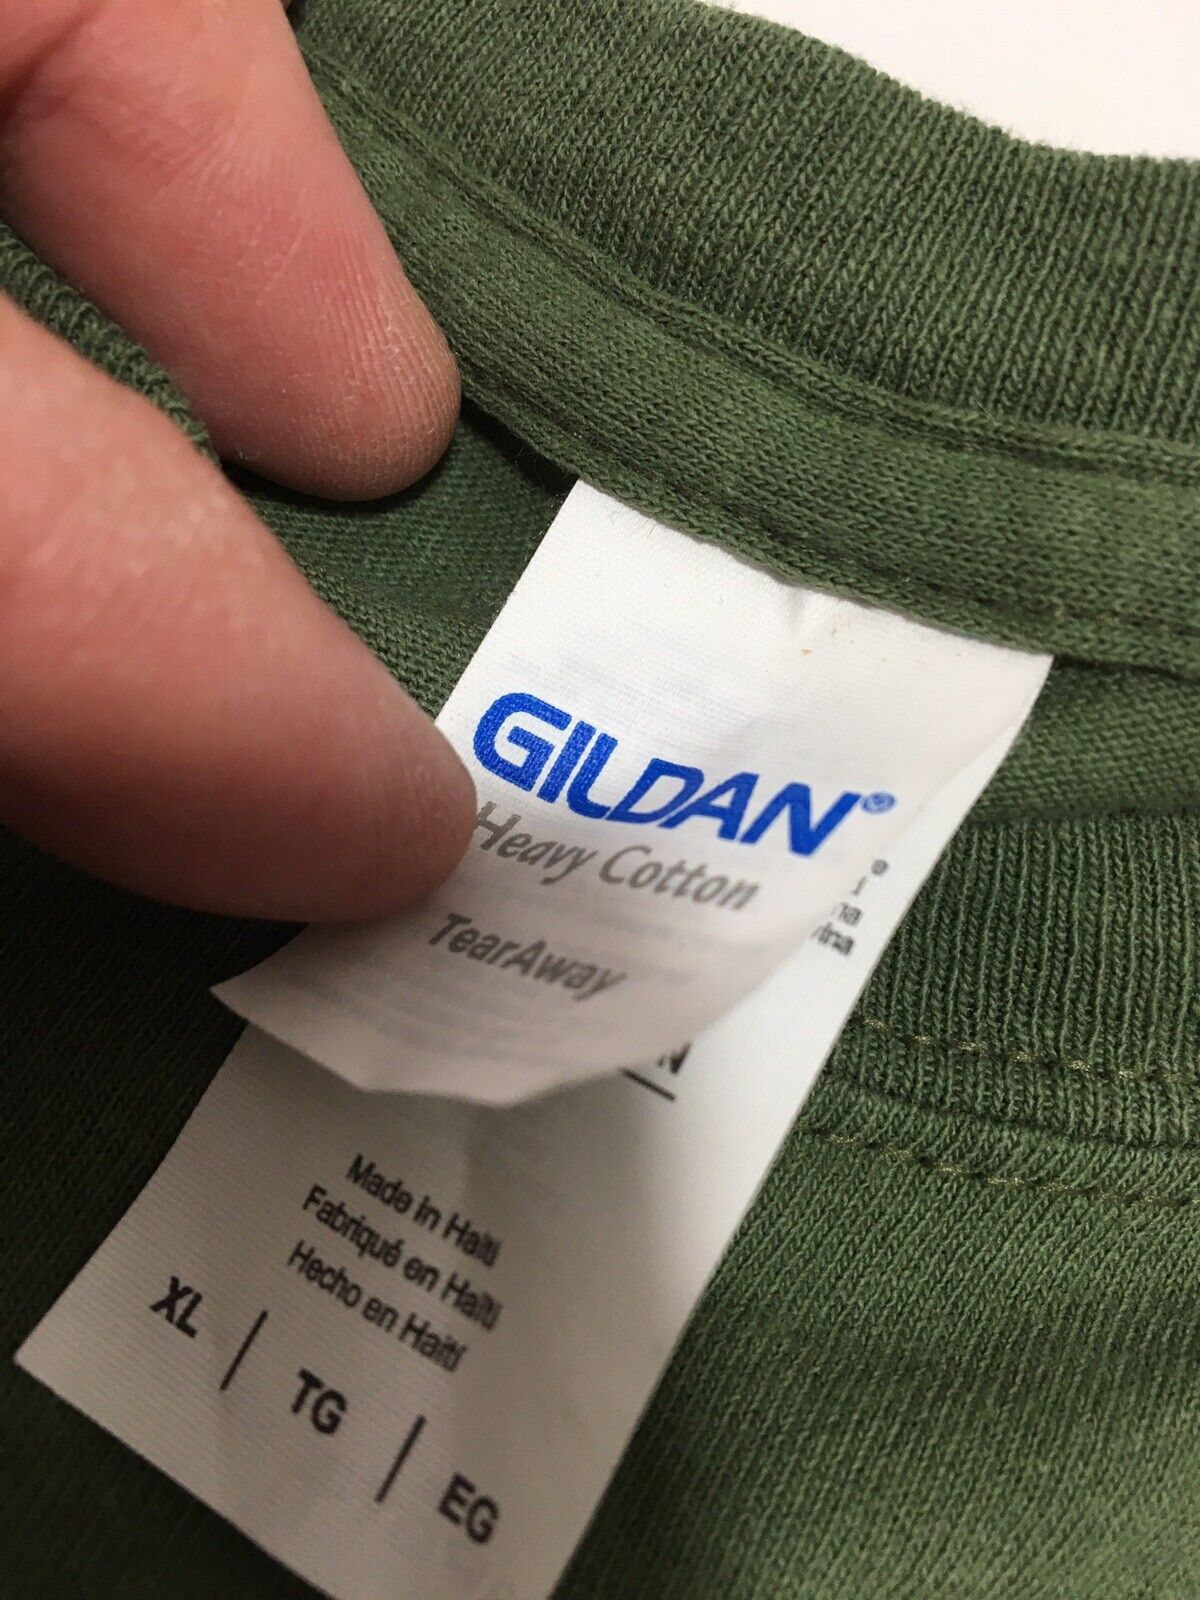 GILDAN®
Heavy Cotton
TearAway
Made in Haiti
Fabriqué en Haïti
Hecho en Haití
XL | TG | EG